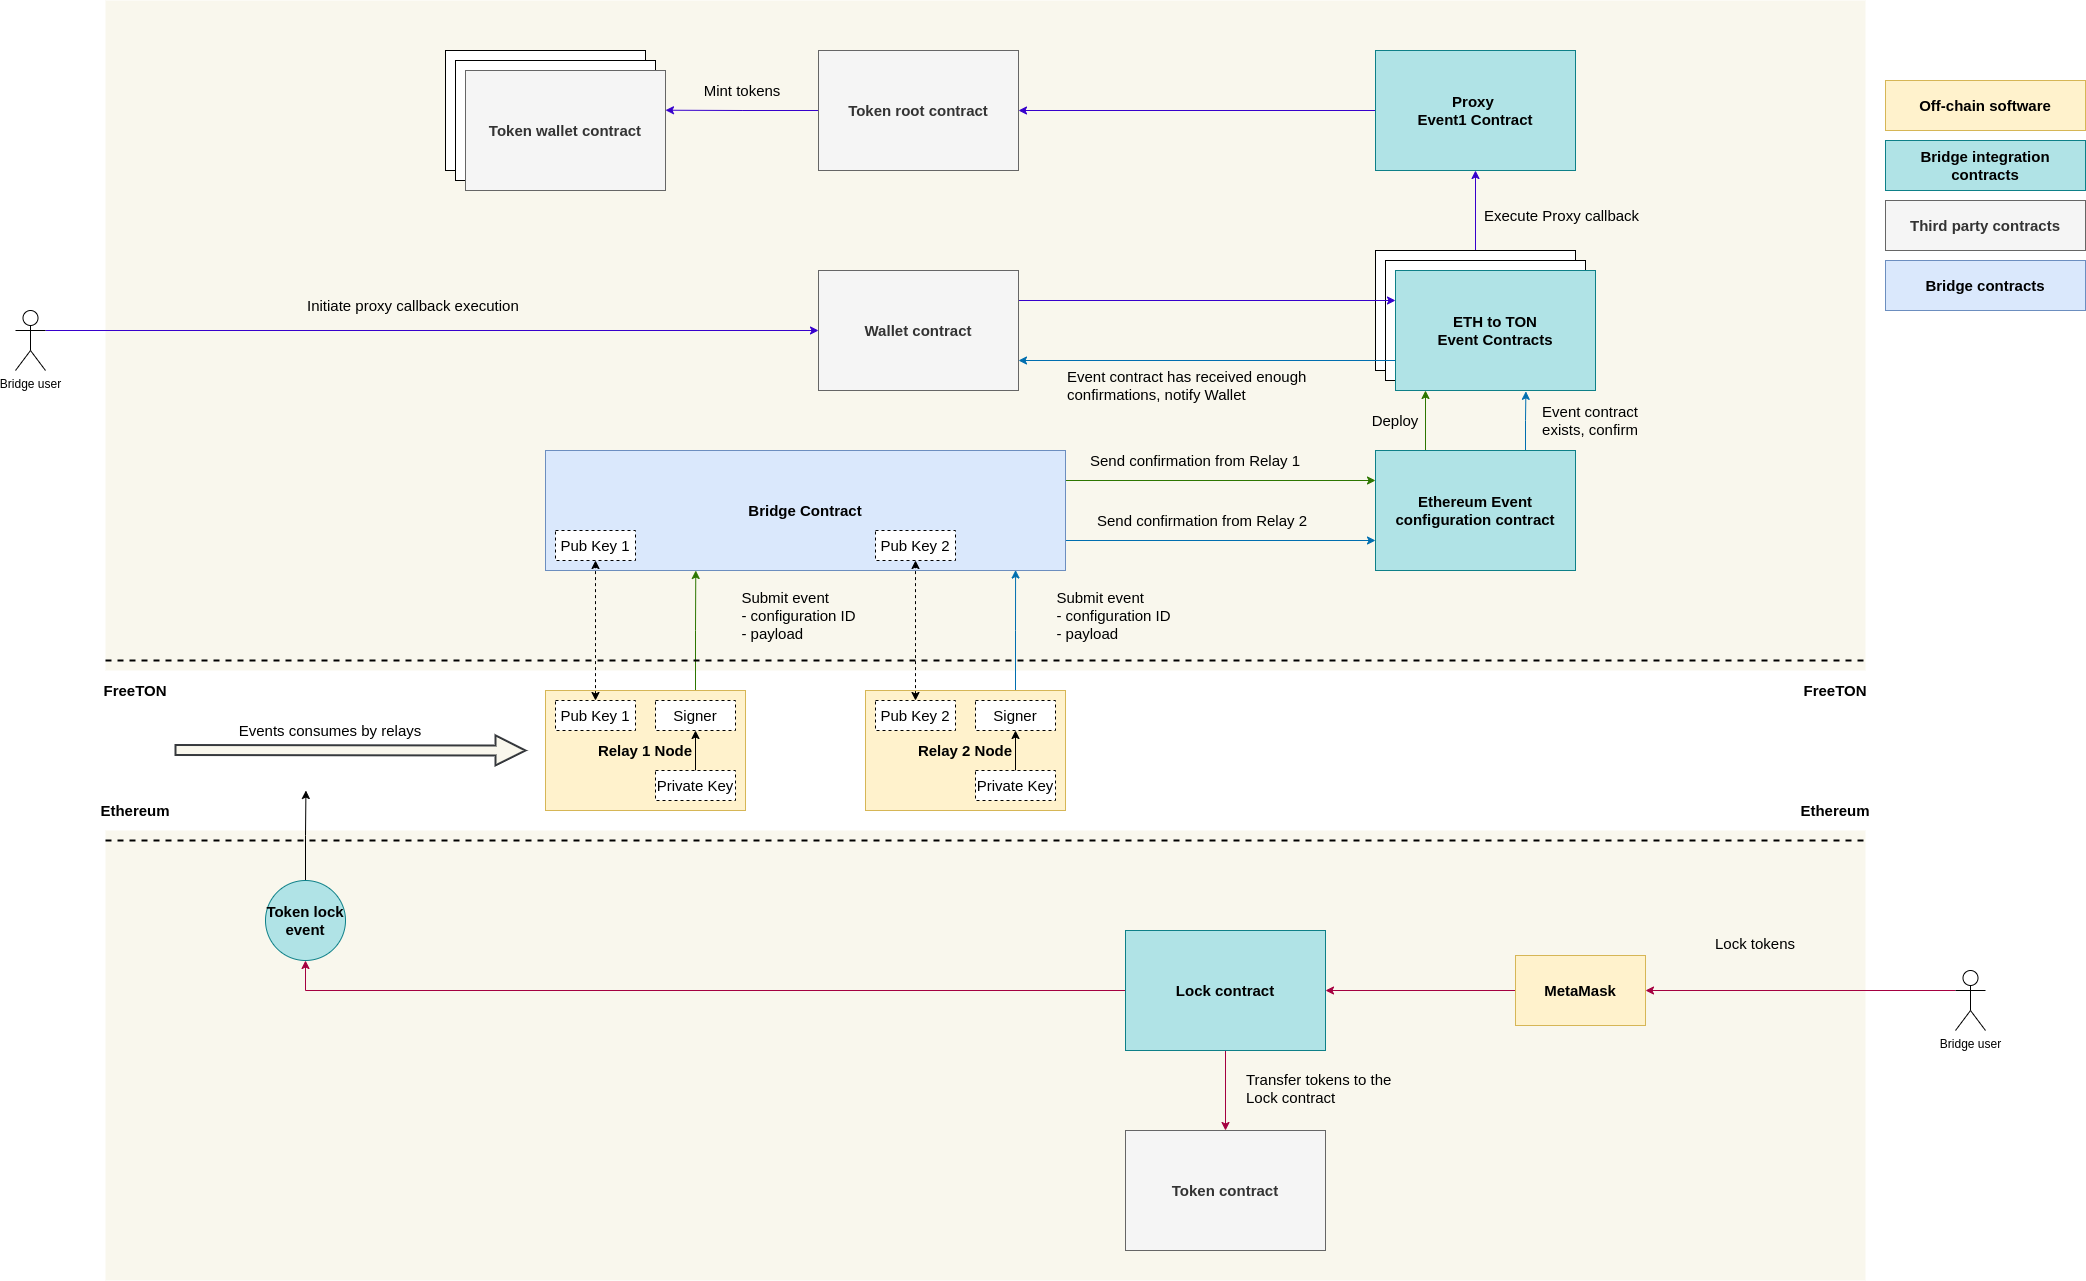 Mint tokens
Token wallet contract
Token root contract
Proxy
Event1 Contract
Off-chain software
Bridge integration
contracts
Third party contracts
Bridge contracts
Execute Proxy callback
Initiate proxy callback execution
Bridge user
Wallet contract
ETH to TON
Event Contracts
Event contract has received enough
confirmations, notify Wallet
Deploy
Event contract
exists, confirm
Bridge Contract
Pub Key 1
Pub Key 2
Send confirmation from Relay 1
Send confirmation from Relay 2
Ethereum Event
configuration contract
Submit event
- configuration ID
- payload
Submit event
- configuration ID
- payload
FreeTON
FreeTON
Events consumes by relays
Pub Key 1
Signer
Relay 1 Node
Private Key
Pub Key 2
Signer
Relay 2 Node
Private Key
Ethereum
Ethereum
Token lock
event
Lock contract
MetaMask
Lock tokens
Bridge user
Transfer tokens to the
Lock contract
Token contract